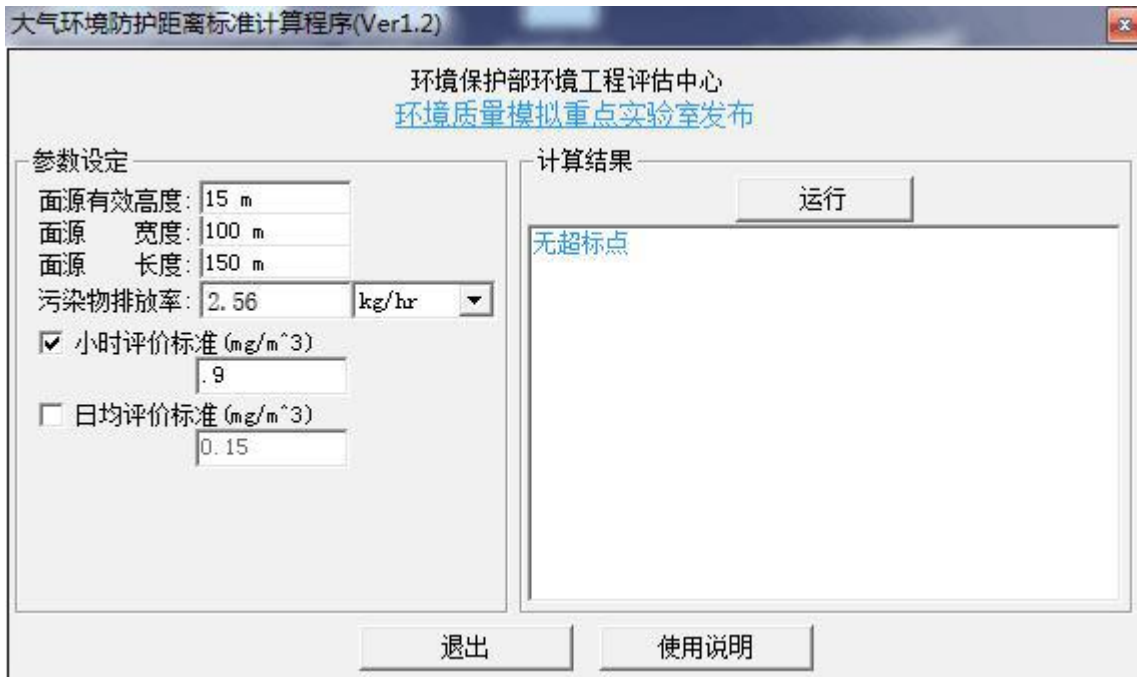 大气环境防护距离标准计算程序(Ver1.2)
环境保护部环境工程评估中心
环境质量模拟重点实验室发布
参数设定
面源有效高度: 15 m
面源 宽度: 100 m
面源 长度: 150 m
污染物排放率: 2.56 kg/hr
小时评价标准(mg/m^3)
.9
日均评价标准(mg/m^3)
0.15
计算结果
运行
无超标点
退出
使用说明